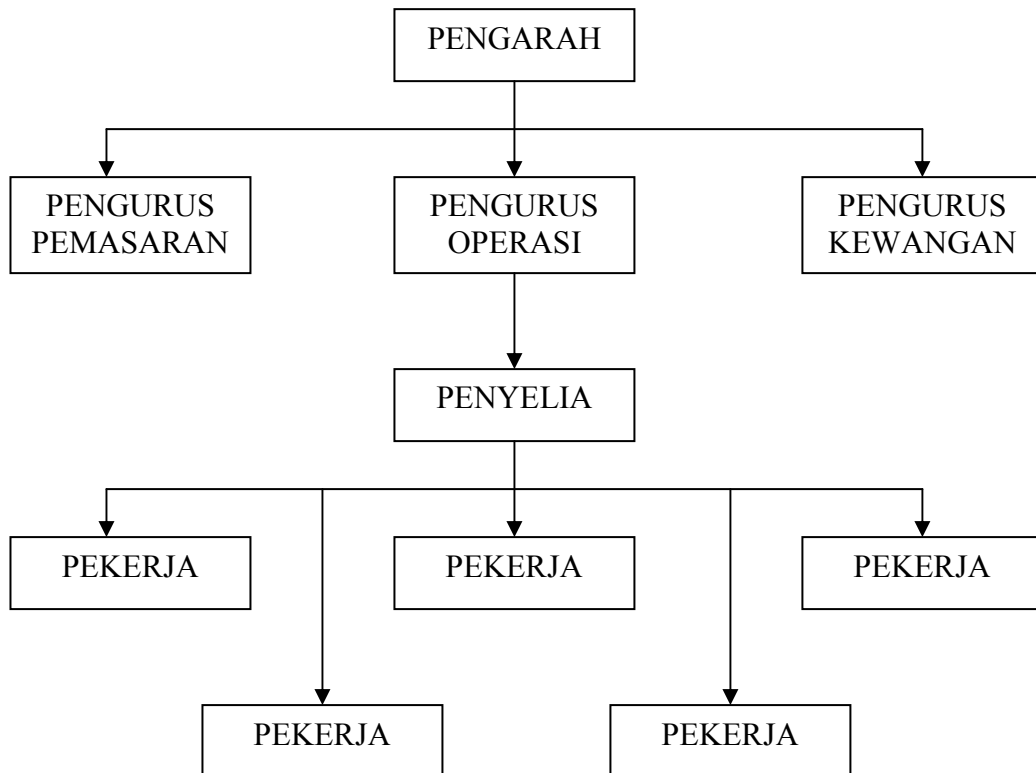 PENGARAH
PENGURUS
PEMASARAN
PENGURUS
OPERASI
PENGURUS
KEWANGAN
PENYELIA
PEKERJA
PEKERJA
PEKERJA
PEKERJA
PEKERJA